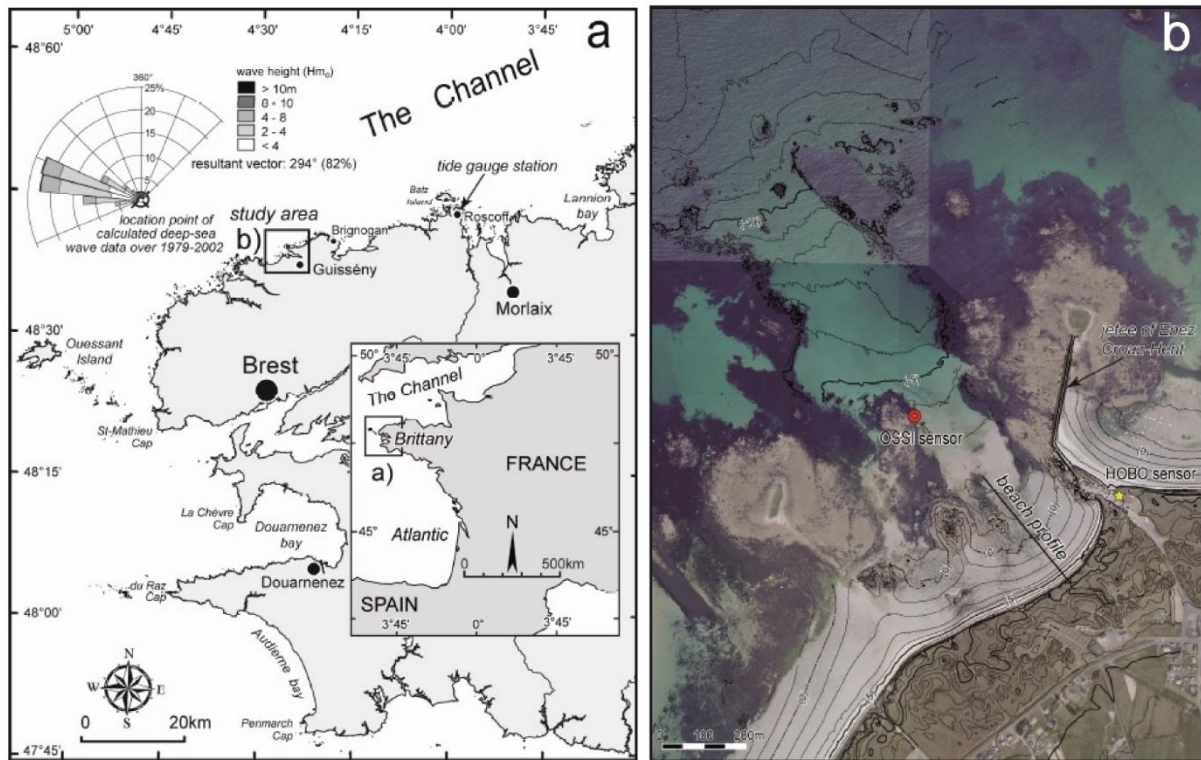 5°00'
4°45'
4°30'
4°15'
4°00'
3°45'
a
48°60'
48°30'
48°15'
48°00'
47°45'
360°
25%
20
15
10
5
wave height (Hm₀)
> 10m
8 - 10
4 - 8
2 - 4
< 4
resultant vector: 294° (82%)
The Channel
location point of
calculated deep-sea
wave data over 1979-2002
tide gauge station
Batz
Island
Roscoff
Lannion
bay
study area
b)
Brignogan
Guissény
Morlaix
Ouessant
Island
Brest
St-Mathieu
Cap
La Chévre
Cap
Douarnenez
bay
Douarnenez
du Raz
Cap
Audierne bay
Penmarch
Cap
N
W
E
S
0
20km
50°
3°45'
0°
3°45'
50°
The Channel
Brittany
a)
FRANCE
Atlantic
N
45°
45°
0
500km
SPAIN
3°45'
0°
3°45'
b
jetee of Enez
Croaz-Hent
OSSI sensor
HOBO sensor
beach profile
0
100
200m